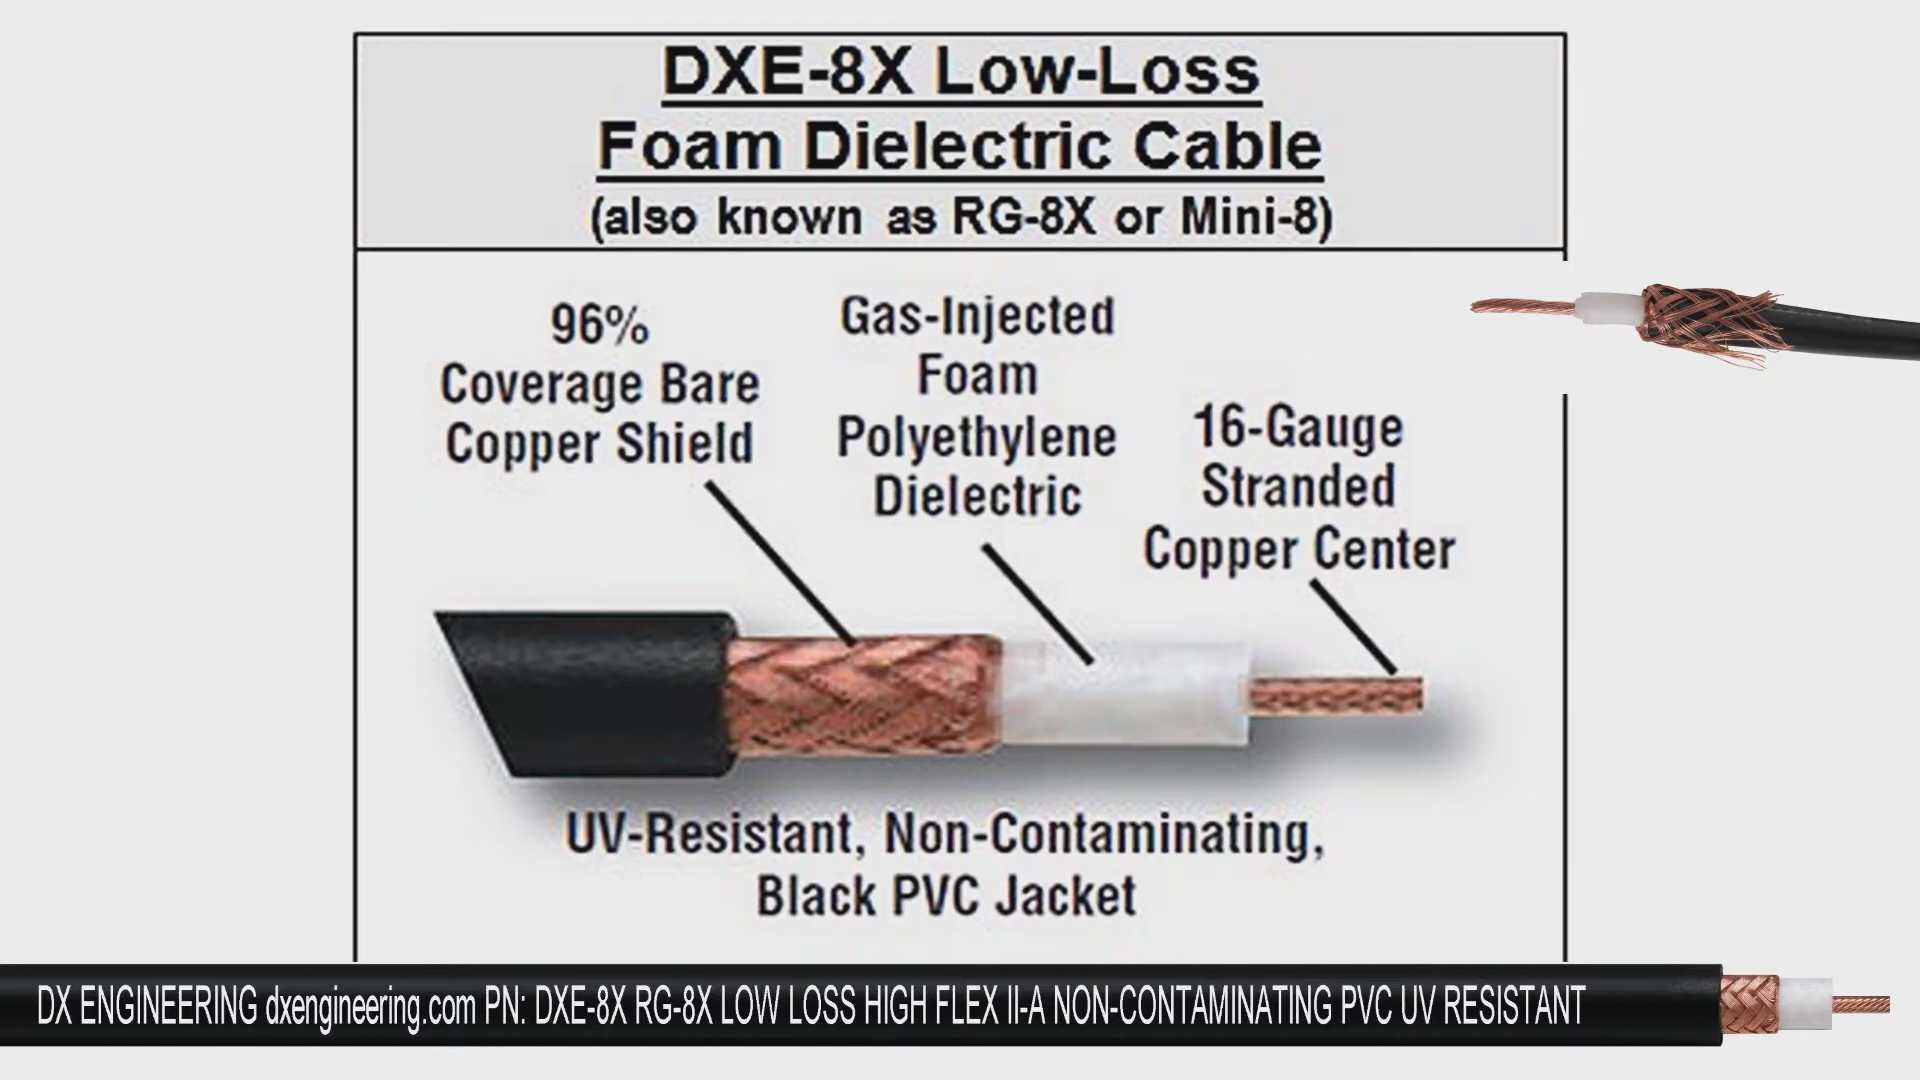 DXE-8X Low-Loss
Foam Dielectric Cable
(also known as RG-8X or Mini-8)
96%
Coverage Bare
Copper Shield
Gas-Injected
Foam
Polyethylene
Dielectric
16-Gauge
Stranded
Copper Center
UV-Resistant, Non-Contaminating,
Black PVC Jacket
DX ENGINEERING dxengineering.com PN: DXE-8X RG-8X LOW LOSS HIGH FLEX II-A NON-CONTAMINATING PVC UV RESISTANT